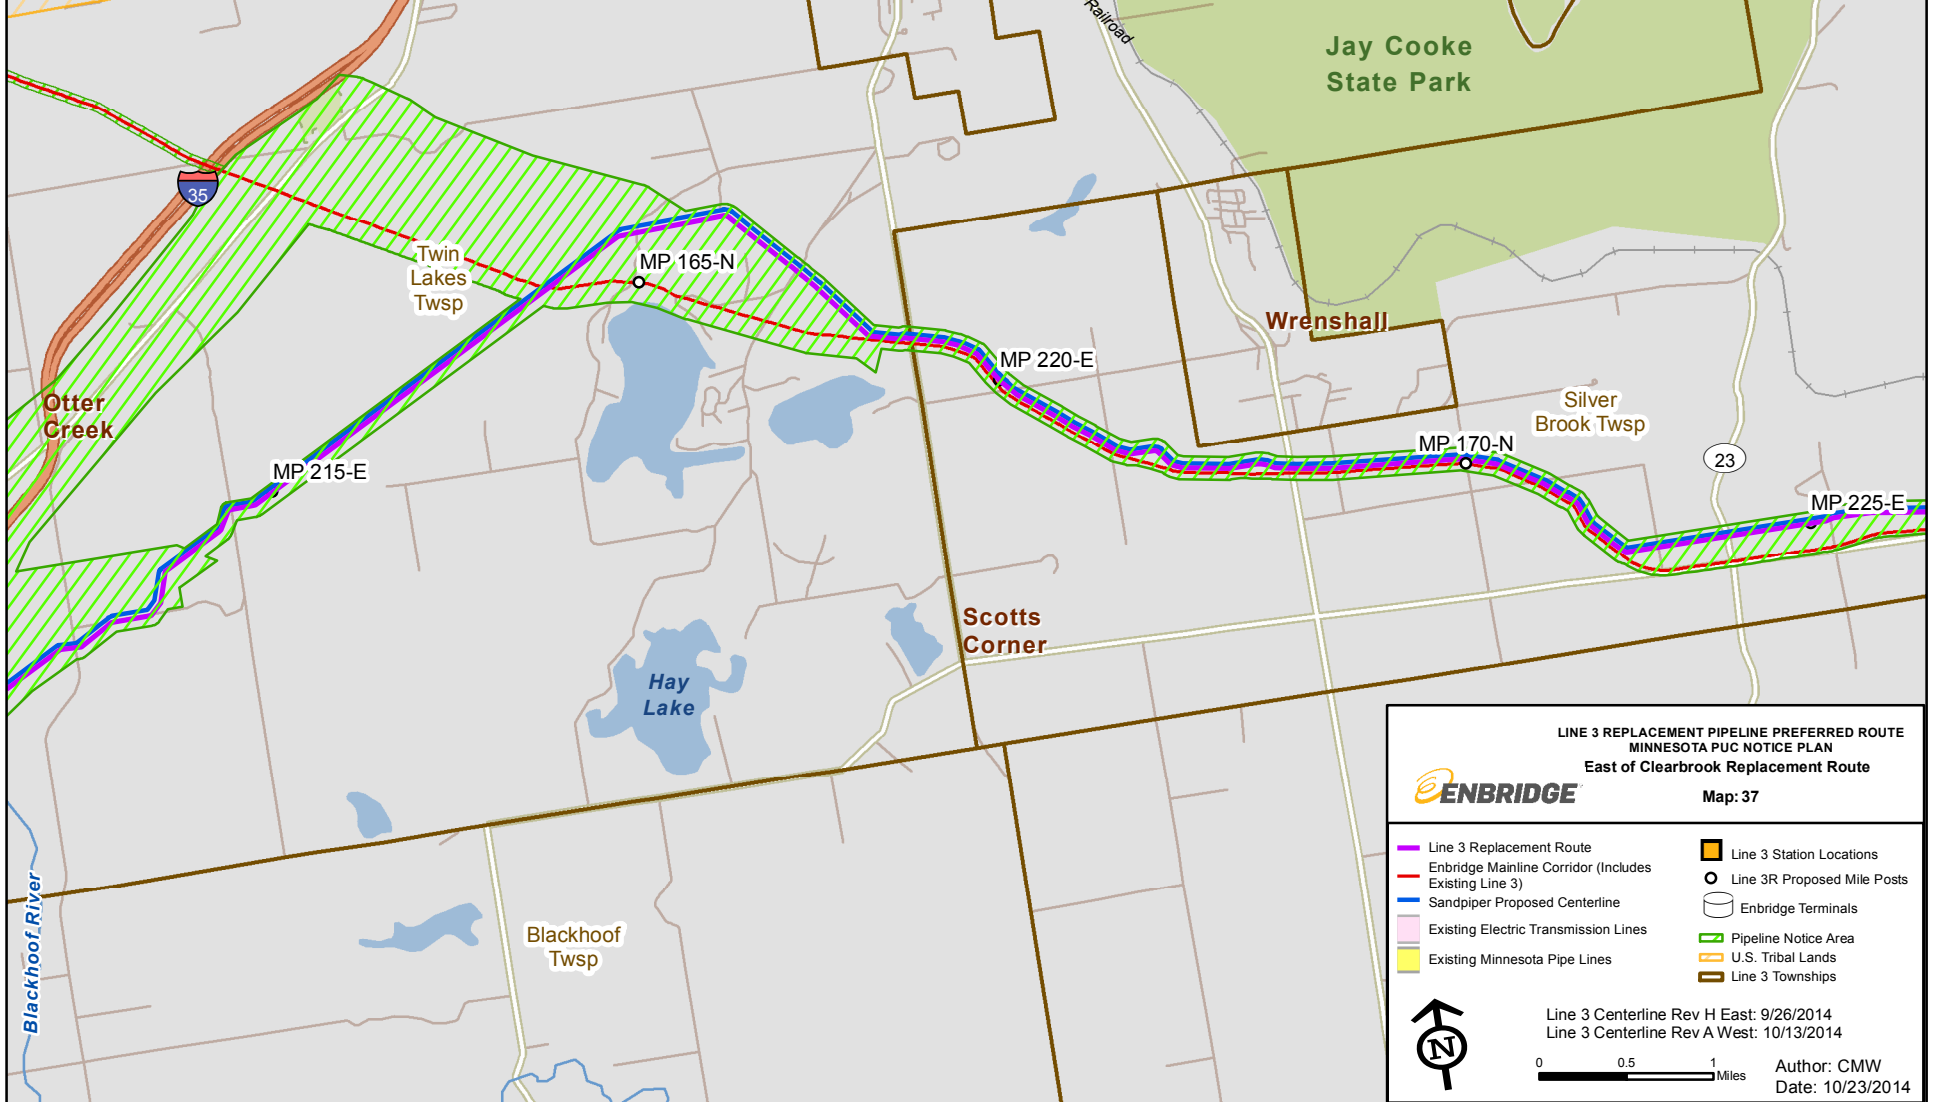 Railroad
Jay Cooke
State Park
35
Twin
Lakes
Twsp
MP 165-N
Wrenshall
MP 220-E
Otter
Creek
Silver
Brook Twsp
MP 170-N
23
MP 215-E
MP 225-E
Scotts
Corner
Hay
Lake
Blackhoof River
Blackhoof
Twsp
LINE 3 REPLACEMENT PIPELINE PREFERRED ROUTE
MINNESOTA PUC NOTICE PLAN
East of Clearbrook Replacement Route
ENBRIDGE
Map: 37
Line 3 Replacement Route
Enbridge Mainline Corridor (Includes
Existing Line 3)
Sandpiper Proposed Centerline
Existing Electric Transmission Lines
Existing Minnesota Pipe Lines
Line 3 Station Locations
Line 3R Proposed Mile Posts
Enbridge Terminals
Pipeline Notice Area
U.S. Tribal Lands
Line 3 Townships
N
Line 3 Centerline Rev H East: 9/26/2014
Line 3 Centerline Rev A West: 10/13/2014
0 0.5 1
Miles
Author: CMW
Date: 10/23/2014